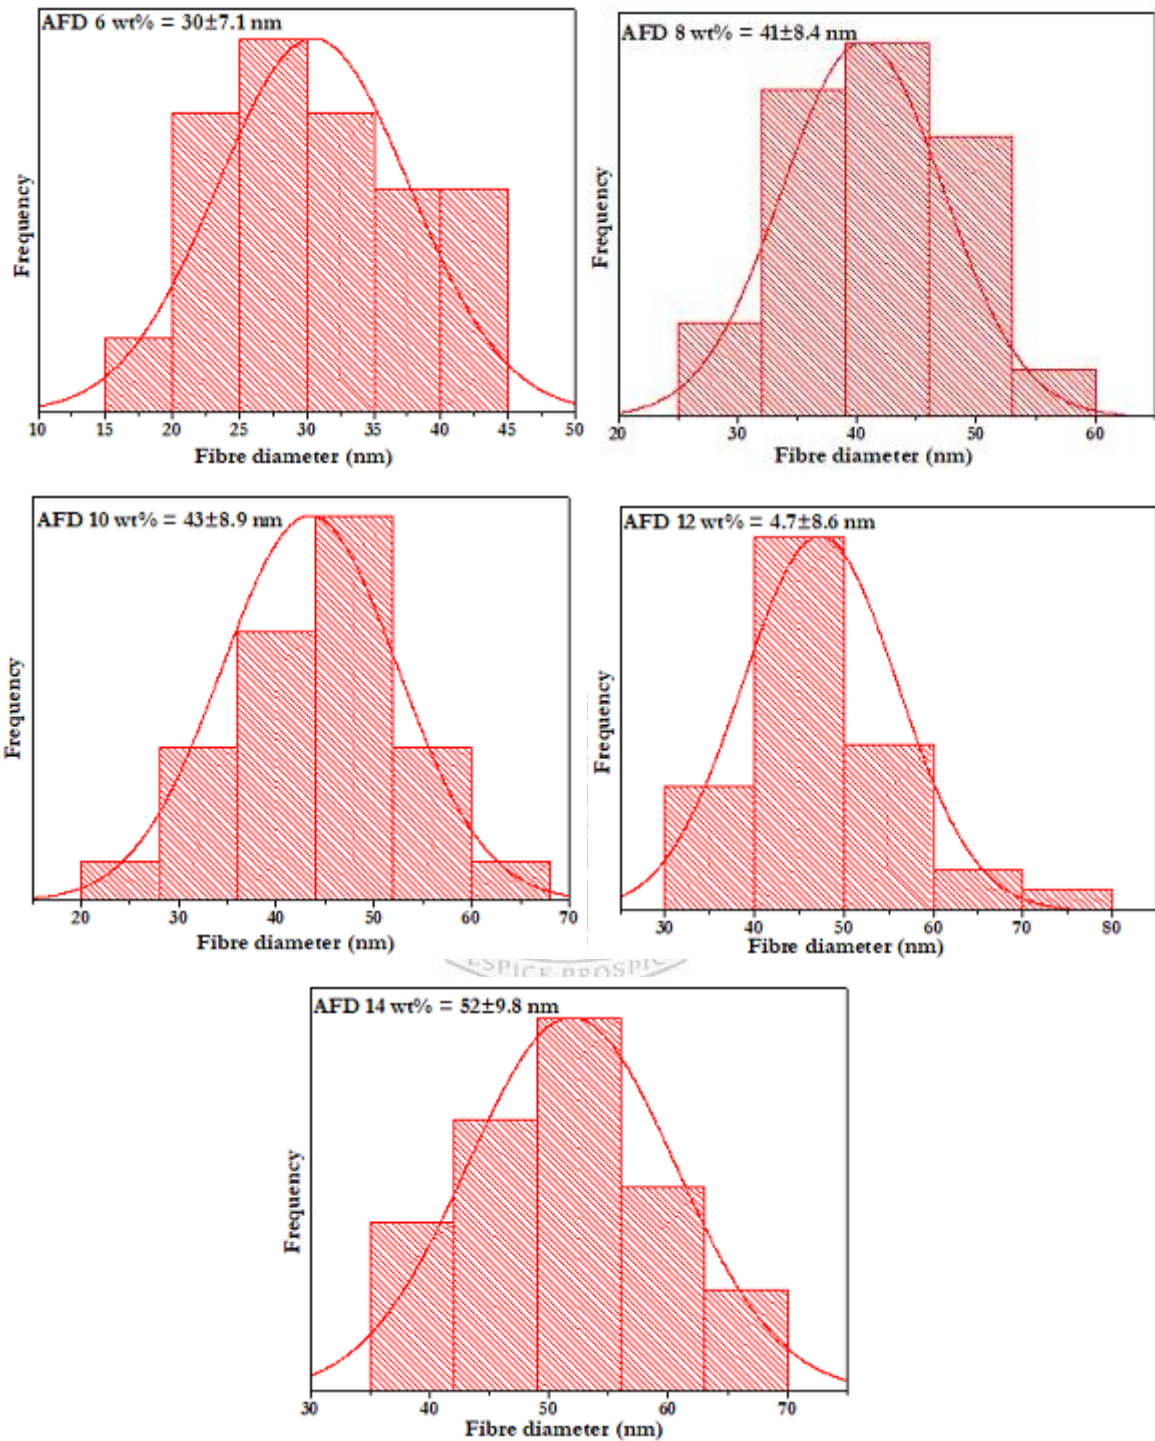 AFD 6 wt% = 30±7.1 nm
Frequency
10 15 20 25 30 35 40 45 50
Fibre diameter (nm)
AFD 8 wt% = 41±8.4 nm
Frequency
20 30 40 50 60
Fibre diameter (nm)
AFD 10 wt% = 43±8.9 nm
Frequency
20 30 40 50 60 70
Fibre diameter (nm)
AFD 12 wt% = 4.7±8.6 nm
Frequency
30 40 50 60 70 80
Fibre diameter (nm)
ESPICE PROSPIC
AFD 14 wt% = 52±9.8 nm
Frequency
30 40 50 60 70
Fibre diameter (nm)